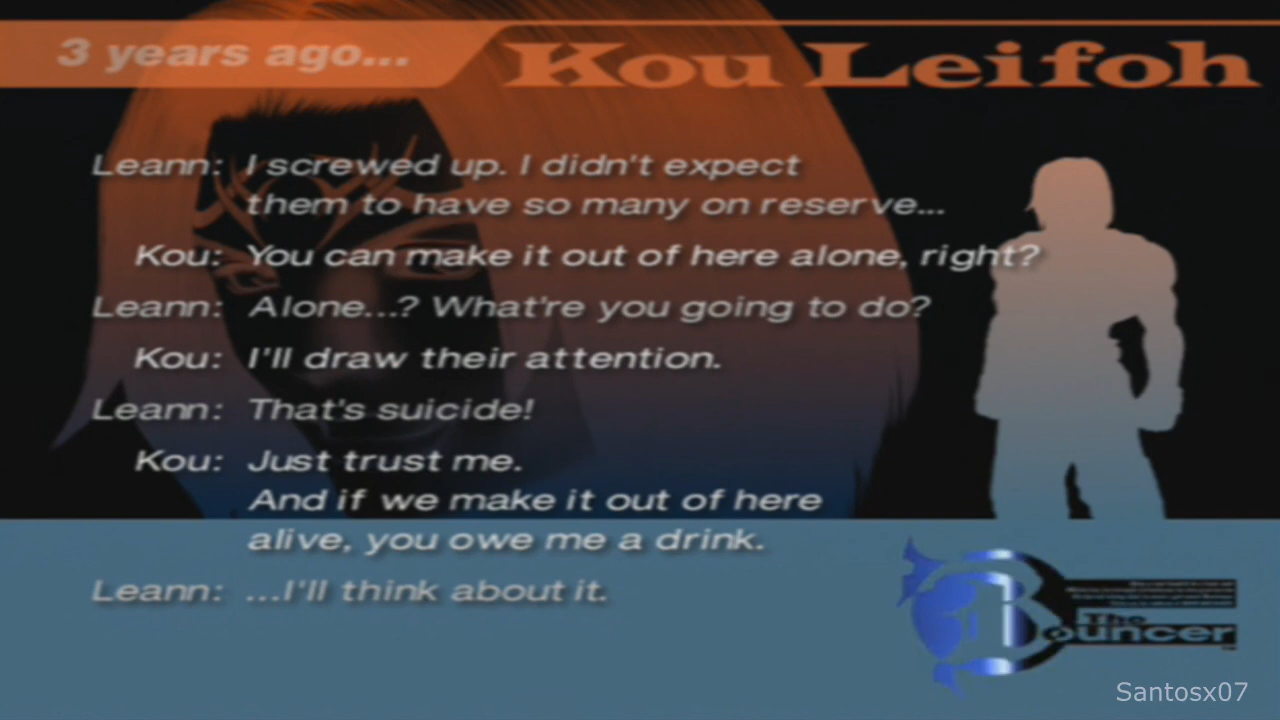 3 years ago...
Kou Leifoh
Leann: I screwed up. I didn't expect
them to have so many on reserve...
Kou: You can make it out of here alone, right?
Leann: Alone...? What're you going to do?
Kou: I'll draw their attention.
Leann: That's suicide!
Kou: Just trust me.
And if we make it out of here
alive, you owe me a drink.
Leann: ...I'll think about it.
The
Bouncer
Santosx07